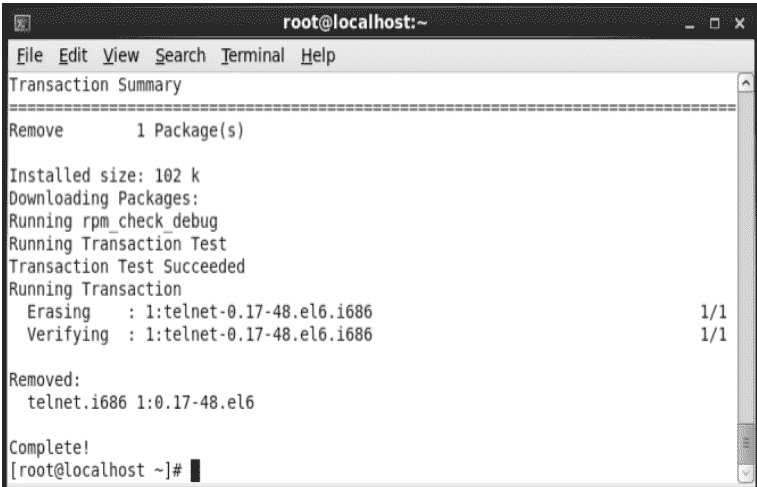 root@localhost:~
File Edit View Search Terminal Help
Transaction Summary
================================================================================
Remove        1 Package(s)
Installed size: 102 k
Downloading Packages:
Running rpm_check_debug
Running Transaction Test
Transaction Test Succeeded
Running Transaction
  Erasing    : 1:telnet-0.17-48.el6.i686                                    1/1
  Verifying  : 1:telnet-0.17-48.el6.i686                                    1/1
Removed:
  telnet.i686 1:0.17-48.el6
Complete!
[root@localhost ~]#